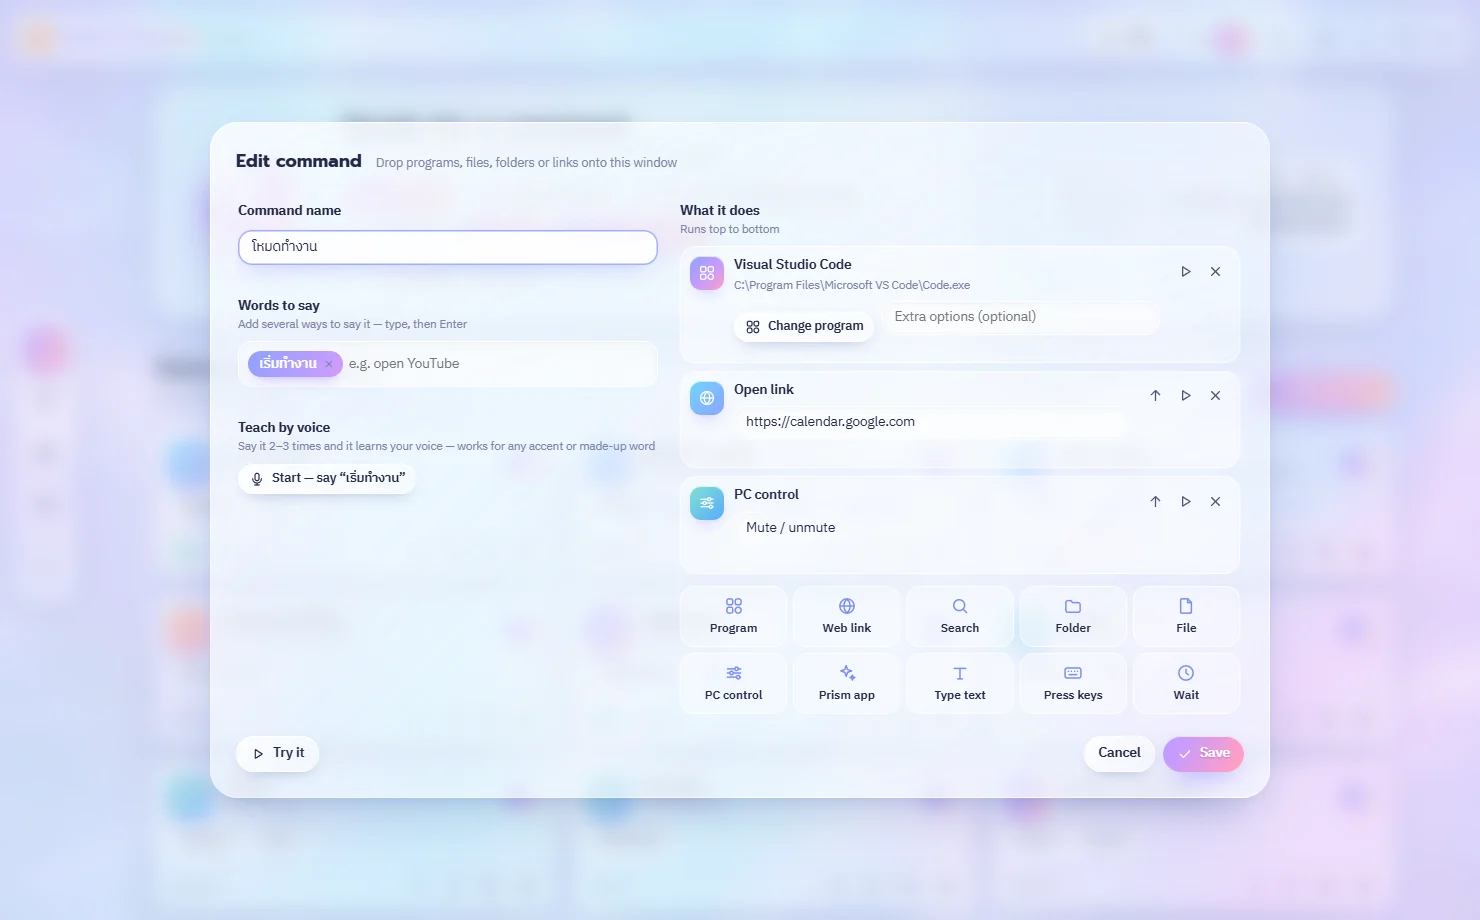 Edit command
Drop programs, files, folders or links onto this window
Command name
โหมดทำงาน
Words to say
Add several ways to say it — type, then Enter
เริ่มทำงาน × e.g. open YouTube
Teach by voice
Say it 2–3 times and it learns your voice — works for any accent or made-up word
Start — say “เริ่มทำงาน”
What it does
Runs top to bottom
Visual Studio Code
C:\Program Files\Microsoft VS Code\Code.exe
Change program
Extra options (optional)
Open link
https://calendar.google.com
PC control
Mute / unmute
Program
Web link
Search
Folder
File
PC control
Prism app
Type text
Press keys
Wait
Try it
Cancel
Save